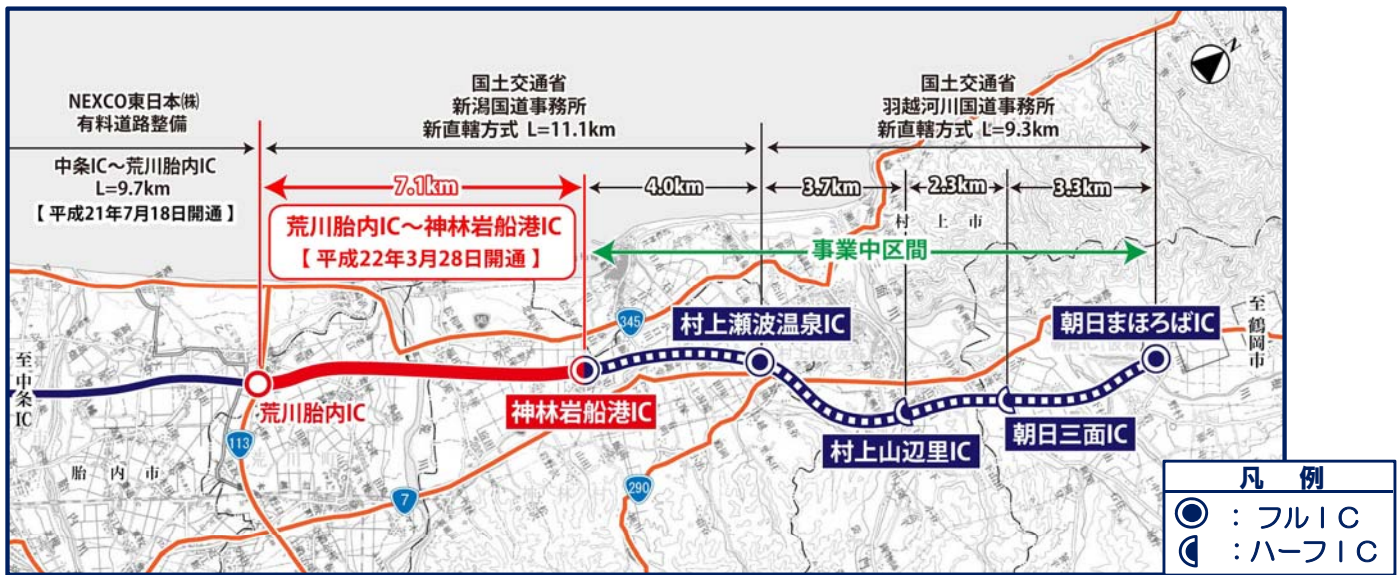 NEXCO東日本㈱
有料道路整備
中条IC～荒川胎内IC
L=9.7km
【 平成21年7月18日開通 】
国土交通省
新潟国道事務所
新直轄方式 L=11.1km
国土交通省
羽越河川国道事務所
新直轄方式 L=9.3km
N
7.1km
4.0km
3.7km
2.3km
3.3km
荒川胎内IC～神林岩船港IC
【 平成22年3月28日開通 】
村上市
事業中区間
345
村上瀬波温泉IC
朝日まほろばIC
至鶴岡市
至中条IC
荒川胎内IC
神林岩船港IC
村上山辺里IC
朝日三面IC
113
胎内市
7
290
凡 例
：フルＩＣ
：ハーフＩＣ